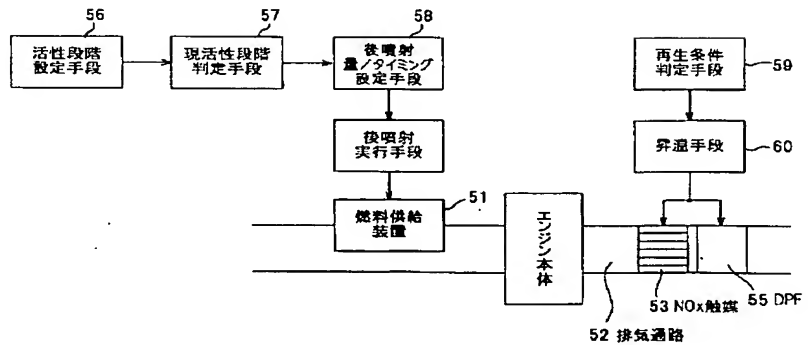 56
57
58
活性段階
設定手段
現活性段階
判定手段
後噴射
量/タイミング
設定手段
再生条件
判定手段
59
後噴射
実行手段
昇温手段
60
燃料供給
装置
51
エンジン本体
53 NOx触媒
55 DPF
52 排気通路